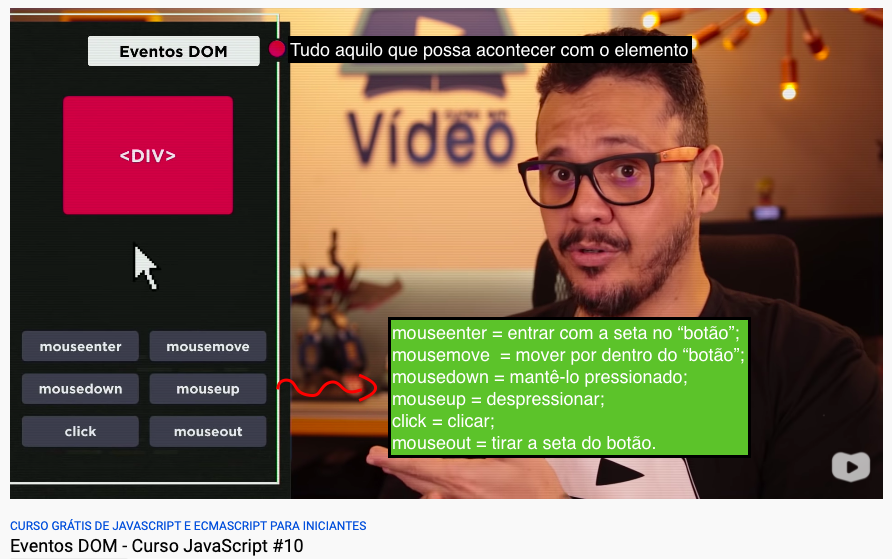 Eventos DOM
Tudo aquilo que possa acontecer com o elemento
<DIV>
Vídeo
mouseenter
mousemove
mousedown
mouseup
click
mouseout
mouseenter = entrar com a seta no “botão”;
mousemove  = mover por dentro do “botão”;
mousedown = mantê-lo pressionado;
mouseup = despressionar;
click = clicar;
mouseout = tirar a seta do botão.
CURSO GRÁTIS DE JAVASCRIPT E ECMASCRIPT PARA INICIANTES
Eventos DOM - Curso JavaScript #10